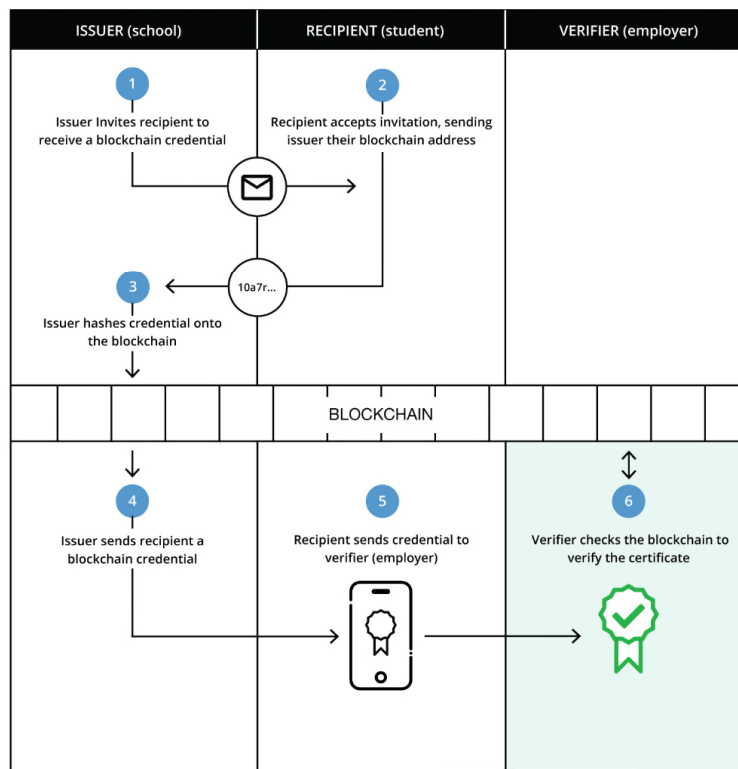 ISSUER (school)
RECIPIENT (student)
VERIFIER (employer)
1
Issuer Invites recipient to
receive a blockchain credential
2
Recipient accepts invitation, sending
issuer their blockchain address
10a7r...
3
Issuer hashes credential onto
the blockchain
BLOCKCHAIN
4
Issuer sends recipient a
blockchain credential
5
Recipient sends credential to
verifier (employer)
6
Verifier checks the blockchain to
verify the certificate